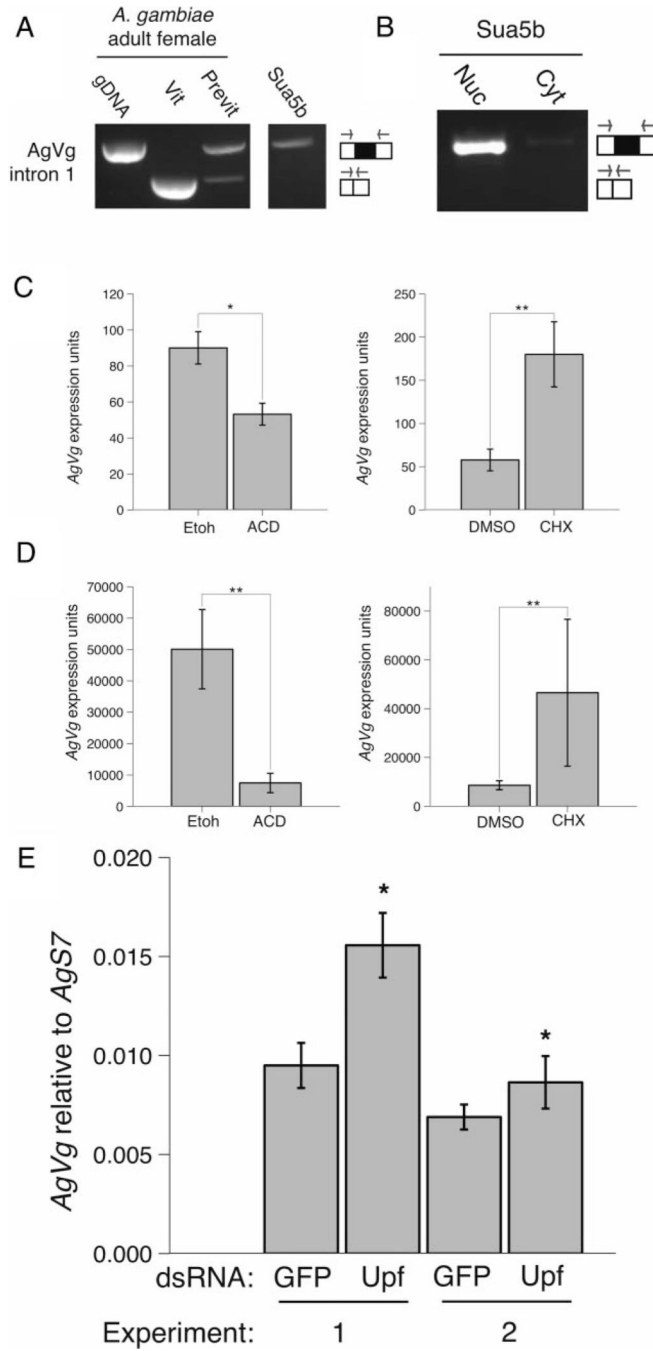 A
A. gambiae
adult female
gDNA
Vit
Previt
Sua5b
AgVg
intron 1
B
Sua5b
Nuc
Cyt
C
AgVg expression units
120
100
80
60
40
20
0
*
Etoh
ACD
AgVg expression units
250
200
150
100
50
0
**
DMSO
CHX
D
AgVg expression units
70000
60000
50000
40000
30000
20000
10000
0
**
Etoh
ACD
AgVg expression units
80000
60000
40000
20000
0
**
DMSO
CHX
E
AgVg relative to AgS7
0.020
0.015
0.010
0.005
0.000
*
*
dsRNA: GFP Upf GFP Upf
Experiment: 1 2